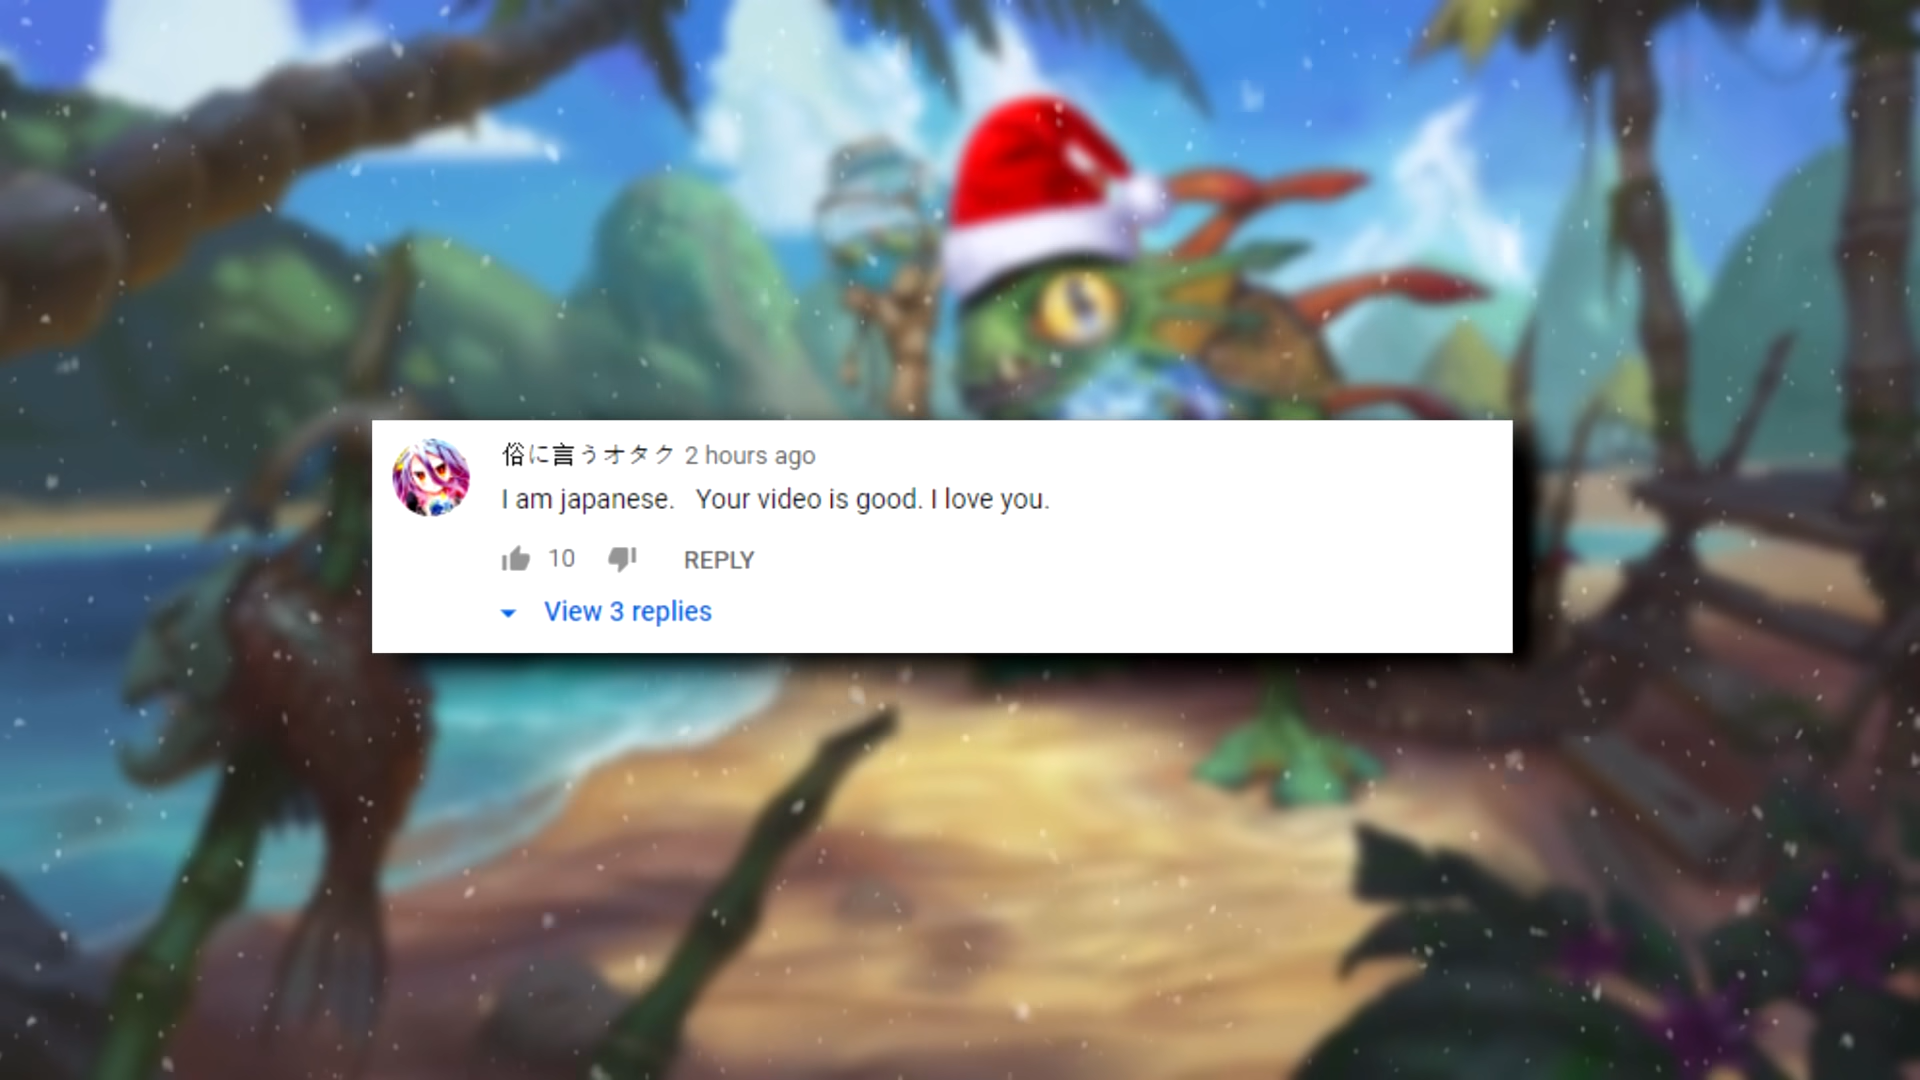 俗に言うオタク 2 hours ago
I am japanese.   Your video is good. I love you.
10 REPLY
View 3 replies